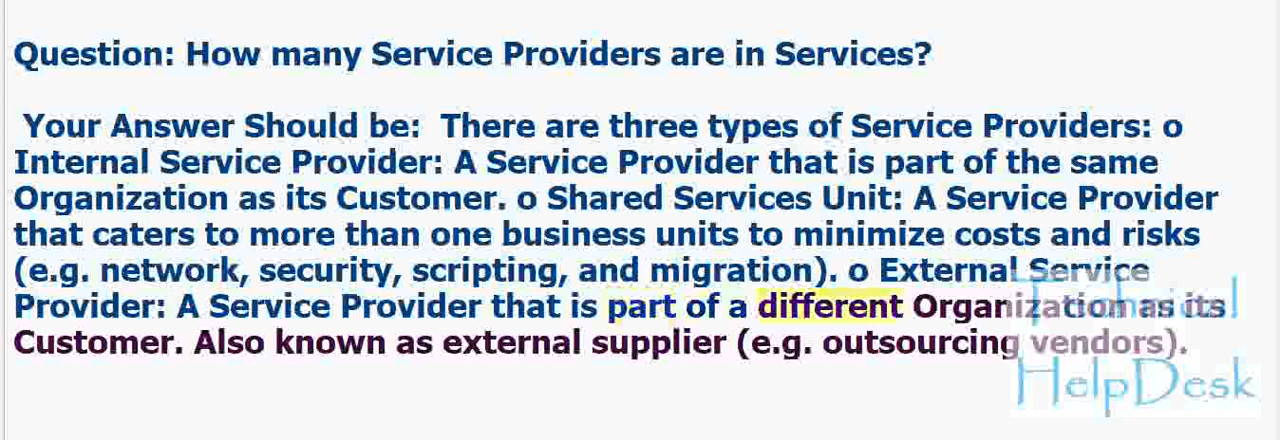 Question: How many Service Providers are in Services?
Your Answer Should be: There are three types of Service Providers: o
Internal Service Provider: A Service Provider that is part of the same
Organization as its Customer. o Shared Services Unit: A Service Provider
that caters to more than one business units to minimize costs and risks
(e.g. network, security, scripting, and migration). o External Service
Provider: A Service Provider that is part of a different Organization as its
Customer. Also known as external supplier (e.g. outsourcing vendors).
Technical
HelpDesk